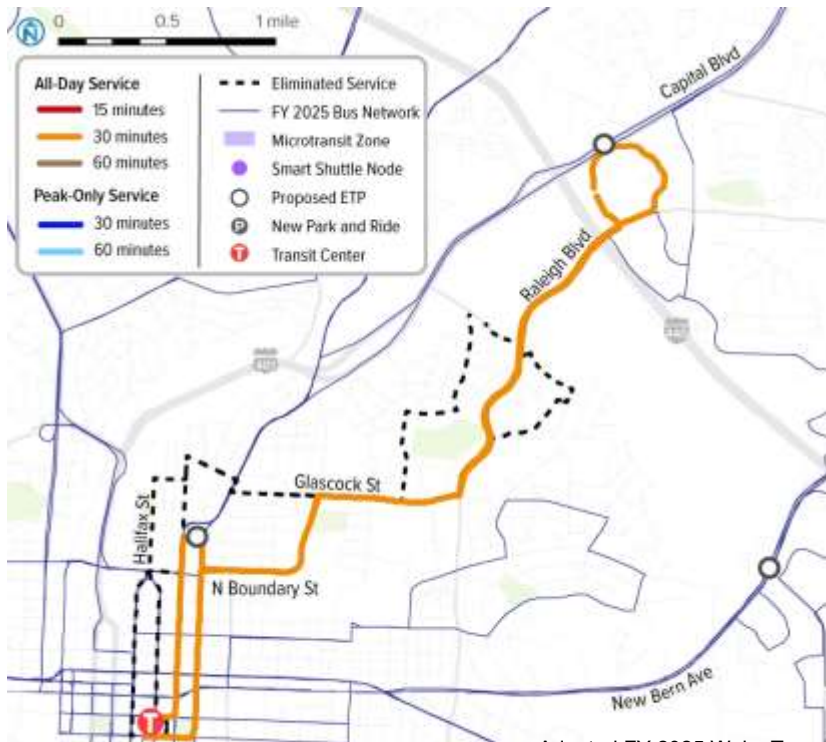 N
0 0.5 1 mile
All-Day Service
15 minutes
30 minutes
60 minutes
Peak-Only Service
30 minutes
60 minutes
Eliminated Service
FY 2025 Bus Network
Microtransit Zone
Smart Shuttle Node
Proposed ETP
P New Park and Ride
T Transit Center
Capital Blvd
Raleigh Blvd
Glascock St
Halifax St
N Boundary St
New Bern Ave
T